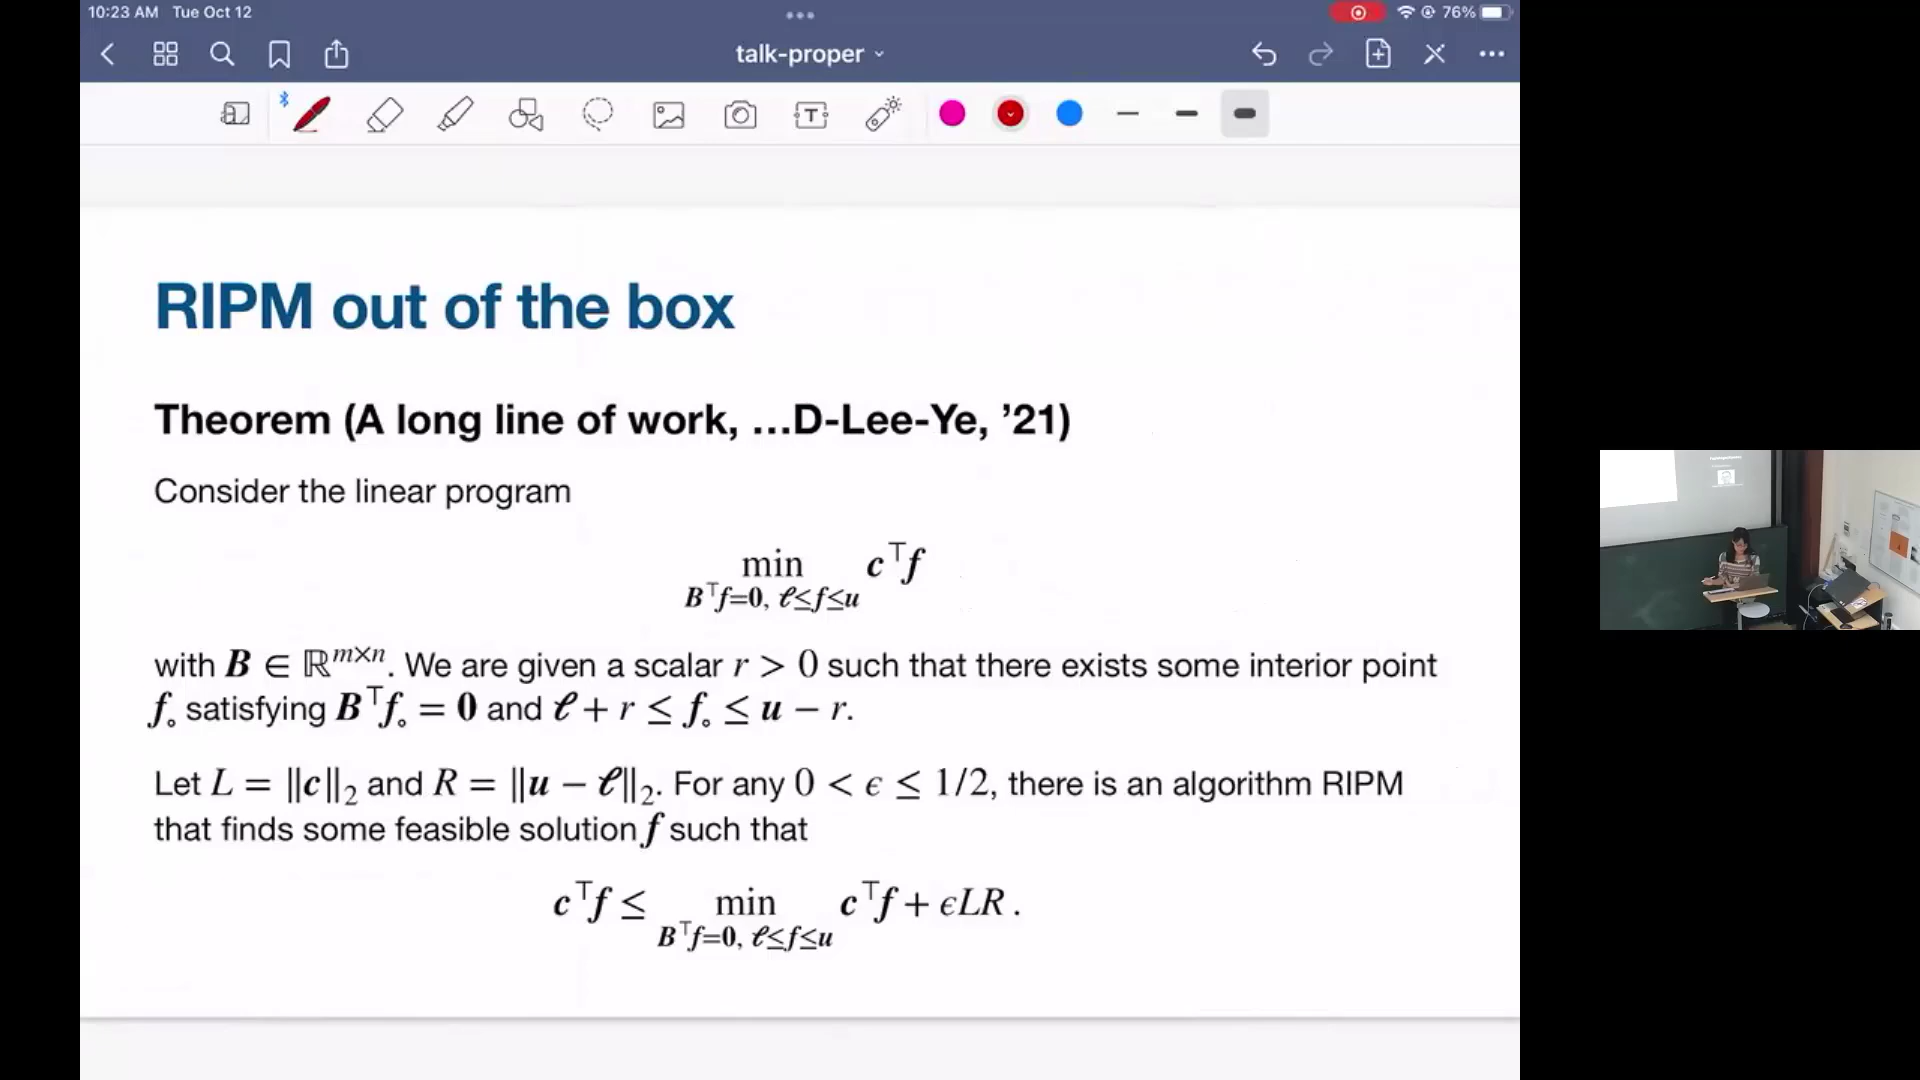 10:23 AM Tue Oct 12
76%
talk-proper
T
RIPM out of the box
Theorem (A long line of work, ...D-Lee-Ye, ’21)
Consider the linear program
min c⊤f
B⊤f=0, ℓ≤f≤u
with B ∈ ℝ^{m×n}. We are given a scalar r > 0 such that there exists some interior point
f∘ satisfying B⊤f∘ = 0 and ℓ + r ≤ f∘ ≤ u − r.
Let L = ||c||₂ and R = ||u − ℓ||₂. For any 0 < ϵ ≤ 1/2, there is an algorithm RIPM
that finds some feasible solution f such that
c⊤f ≤ min c⊤f + ϵLR .
B⊤f=0, ℓ≤f≤u